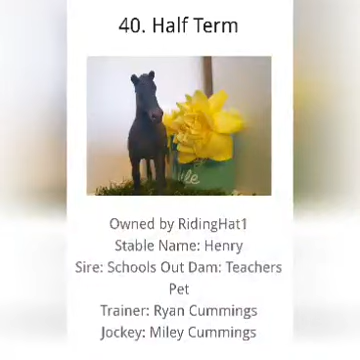 40. Half Term
Owned by RidingHat1
Stable Name: Henry
Sire: Schools Out Dam: Teachers
Pet
Trainer: Ryan Cummings
Jockey: Miley Cummings